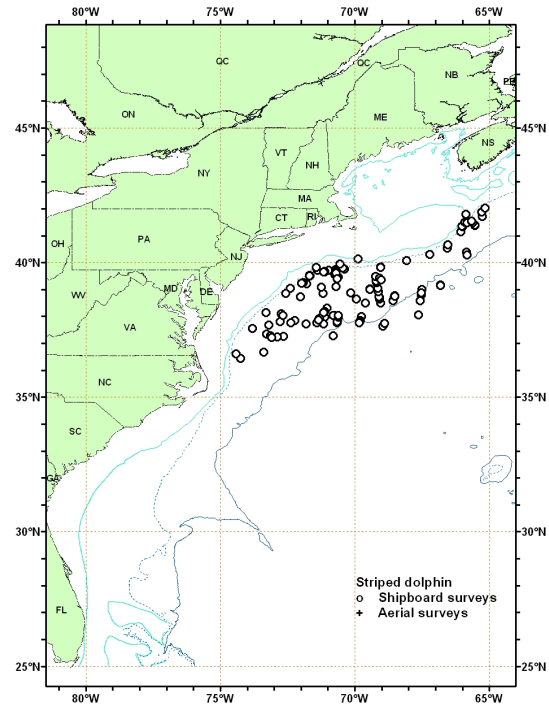 80°W 75°W 70°W 65°W
QC QC
NB PE
ON
ME
45°N 45°N
NS
VT
NH
NY
MA
CT RI
PA
OH
NJ
40°N 40°N
WV MD DE
VA
NC
35°N 35°N
SC
GA
30°N 30°N
Striped dolphin
Shipboard surveys
FL
Aerial surveys
25°N 25°N
80°W 75°W 70°W 65°W